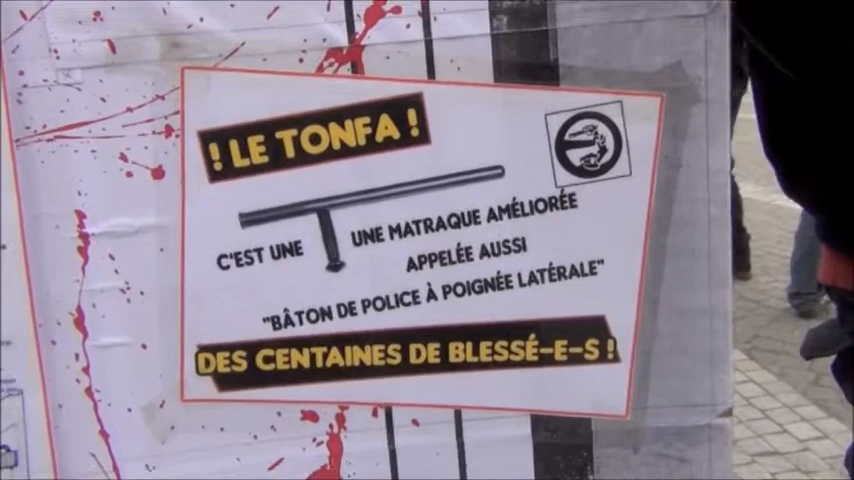 ! LE TONFA !
C'EST UNE UNE MATRAQUE AMÉLIORÉE
APPELÉE AUSSI
"BÂTON DE POLICE À POIGNÉE LATÉRALE"
DES CENTAINES DE BLESSÉ-E-S !